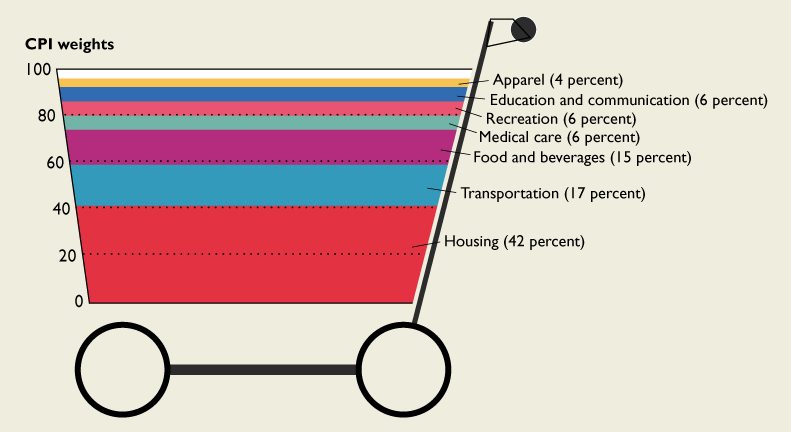 CPI weights
100
80
60
40
20
0
Apparel (4 percent)
Education and communication (6 percent)
Recreation (6 percent)
Medical care (6 percent)
Food and beverages (15 percent)
Transportation (17 percent)
Housing (42 percent)